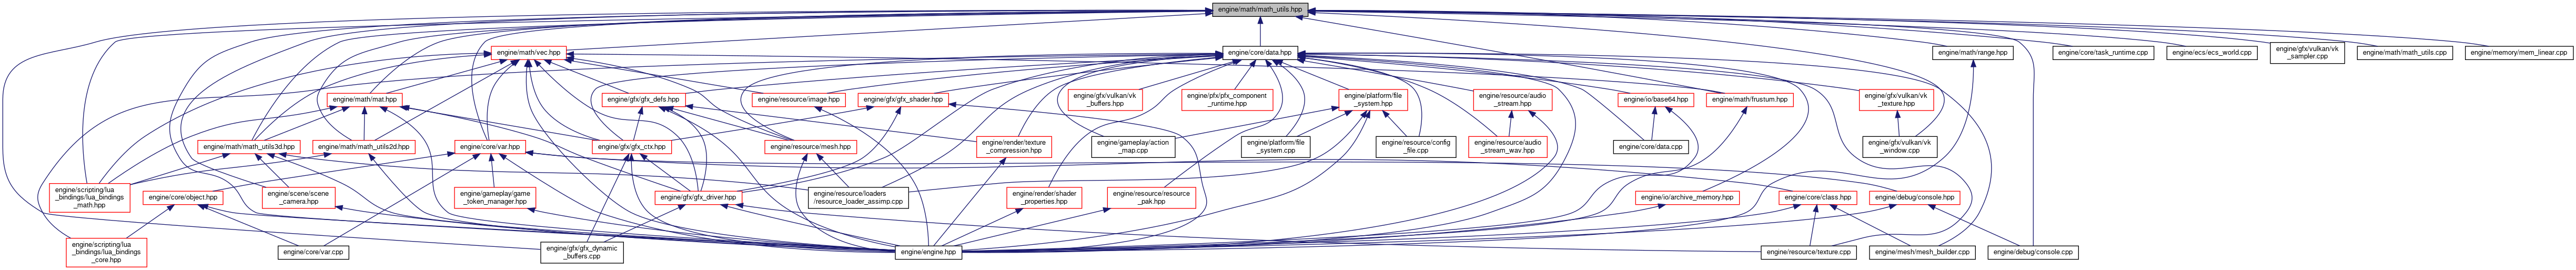 engine/math/math_utils.hpp
engine/math/vec.hpp
engine/core/data.hpp
engine/math/range.hpp
engine/core/task_runtime.cpp
engine/ecs/ecs_world.cpp
engine/gfx/vulkan/vk
_sampler.cpp
engine/math/math_utils.cpp
engine/memory/mem_linear.cpp
engine/math/mat.hpp
engine/gfx/gfx_defs.hpp
engine/resource/image.hpp
engine/gfx/gfx_shader.hpp
engine/gfx/vulkan/vk
_buffers.hpp
engine/pfx/pfx_component
_runtime.hpp
engine/platform/file
_system.hpp
engine/resource/audio
_stream.hpp
engine/io/base64.hpp
engine/math/frustum.hpp
engine/gfx/vulkan/vk
_texture.hpp
engine/math/math_utils3d.hpp
engine/math/math_utils2d.hpp
engine/core/var.hpp
engine/gfx/gfx_ctx.hpp
engine/resource/mesh.hpp
engine/render/texture
_compression.hpp
engine/gameplay/action
_map.cpp
engine/platform/file
_system.cpp
engine/resource/config
_file.cpp
engine/resource/audio
_stream_wav.hpp
engine/core/data.cpp
engine/gfx/vulkan/vk
_window.cpp
engine/scripting/lua
_bindings/lua_bindings
_math.hpp
engine/core/object.hpp
engine/scene/scene
_camera.hpp
engine/gameplay/game
_token_manager.hpp
engine/gfx/gfx_driver.hpp
engine/resource/loaders
/resource_loader_assimp.cpp
engine/render/shader
_properties.hpp
engine/resource/resource
_pak.hpp
engine/io/archive_memory.hpp
engine/core/class.hpp
engine/debug/console.hpp
engine/scripting/lua
_bindings/lua_bindings
_core.hpp
engine/core/var.cpp
engine/gfx/gfx_dynamic
_buffers.cpp
engine/engine.hpp
engine/resource/texture.cpp
engine/mesh/mesh_builder.cpp
engine/debug/console.cpp